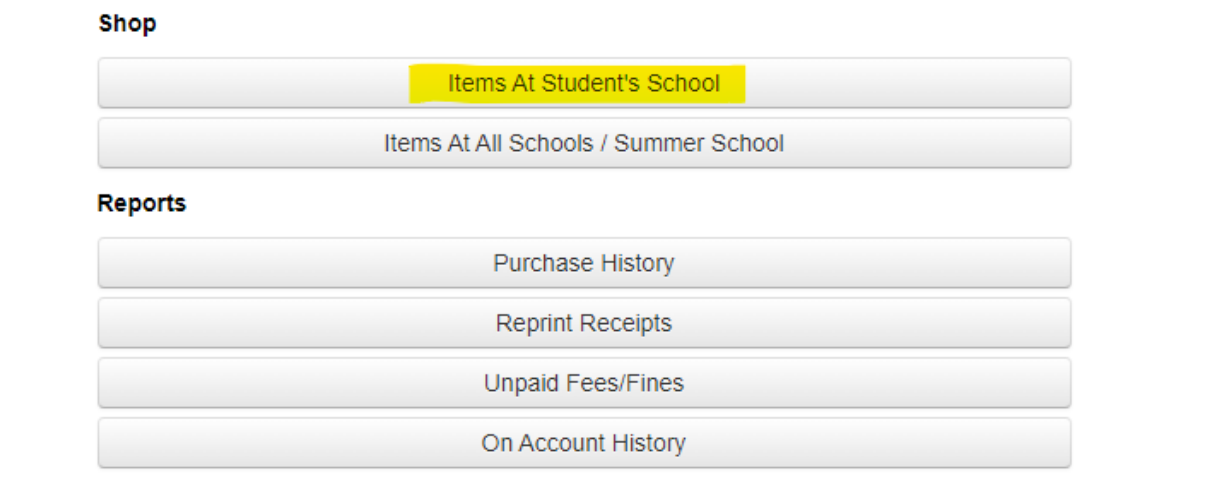 Shop
Items At Student's School
Items At All Schools / Summer School
Reports
Purchase History
Reprint Receipts
Unpaid Fees/Fines
On Account History